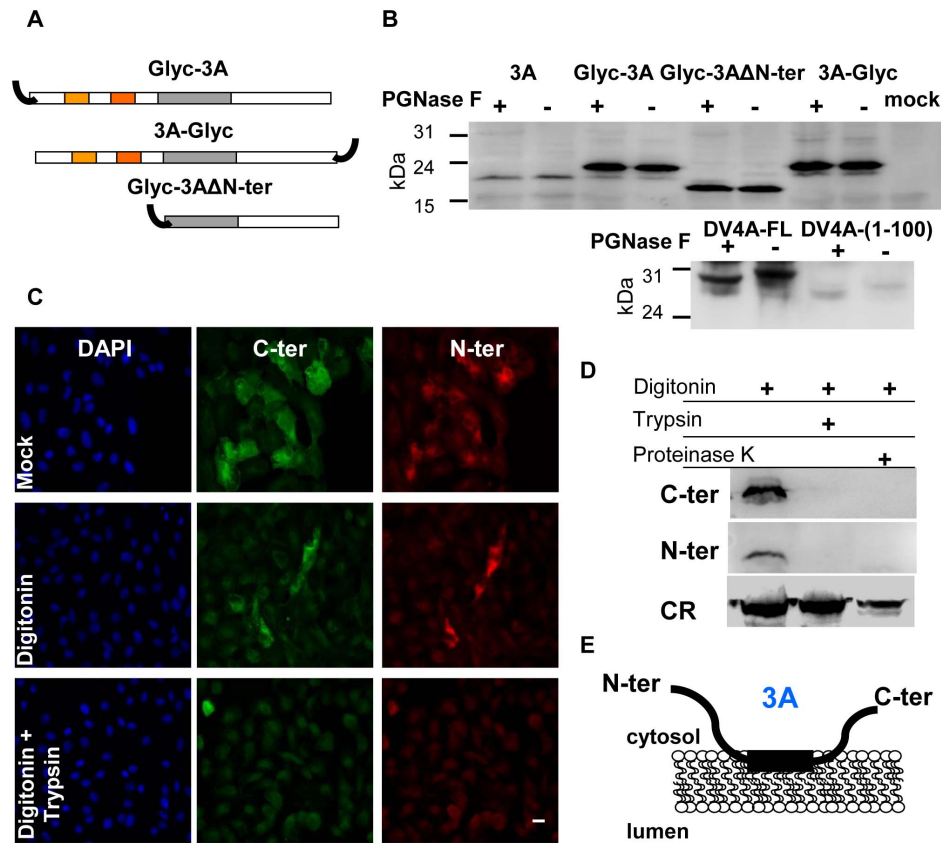 A
Glyc-3A
3A-Glyc
Glyc-3AΔN-ter
B
3A Glyc-3A Glyc-3AΔN-ter 3A-Glyc
PGNase F + - + - + - + - mock
kDa
31
24
15
DV4A-FL DV4A-(1-100)
PGNase F + - + -
kDa
31
24
C
DAPI C-ter N-ter
Mock
Digitonin
Digitonin +
Trypsin
D
Digitonin + + +
Trypsin +
Proteinase K +
C-ter
N-ter
CR
E
N-ter 3A C-ter
cytosol
lumen